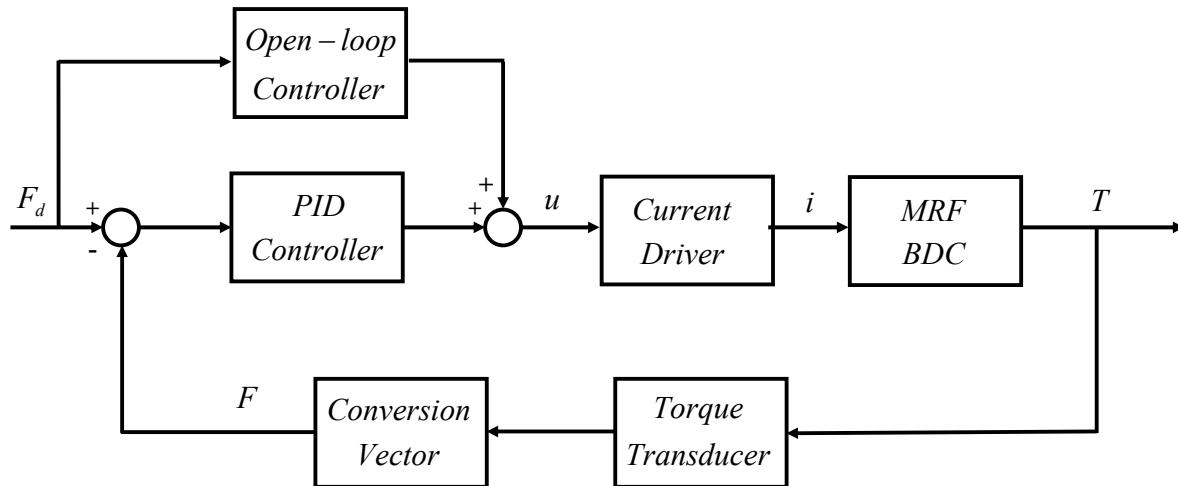 Open – loop
Controller
F_d
+
-
PID
Controller
+
+
u
Current
Driver
i
MRF
BDC
T
F
Conversion
Vector
Torque
Transducer